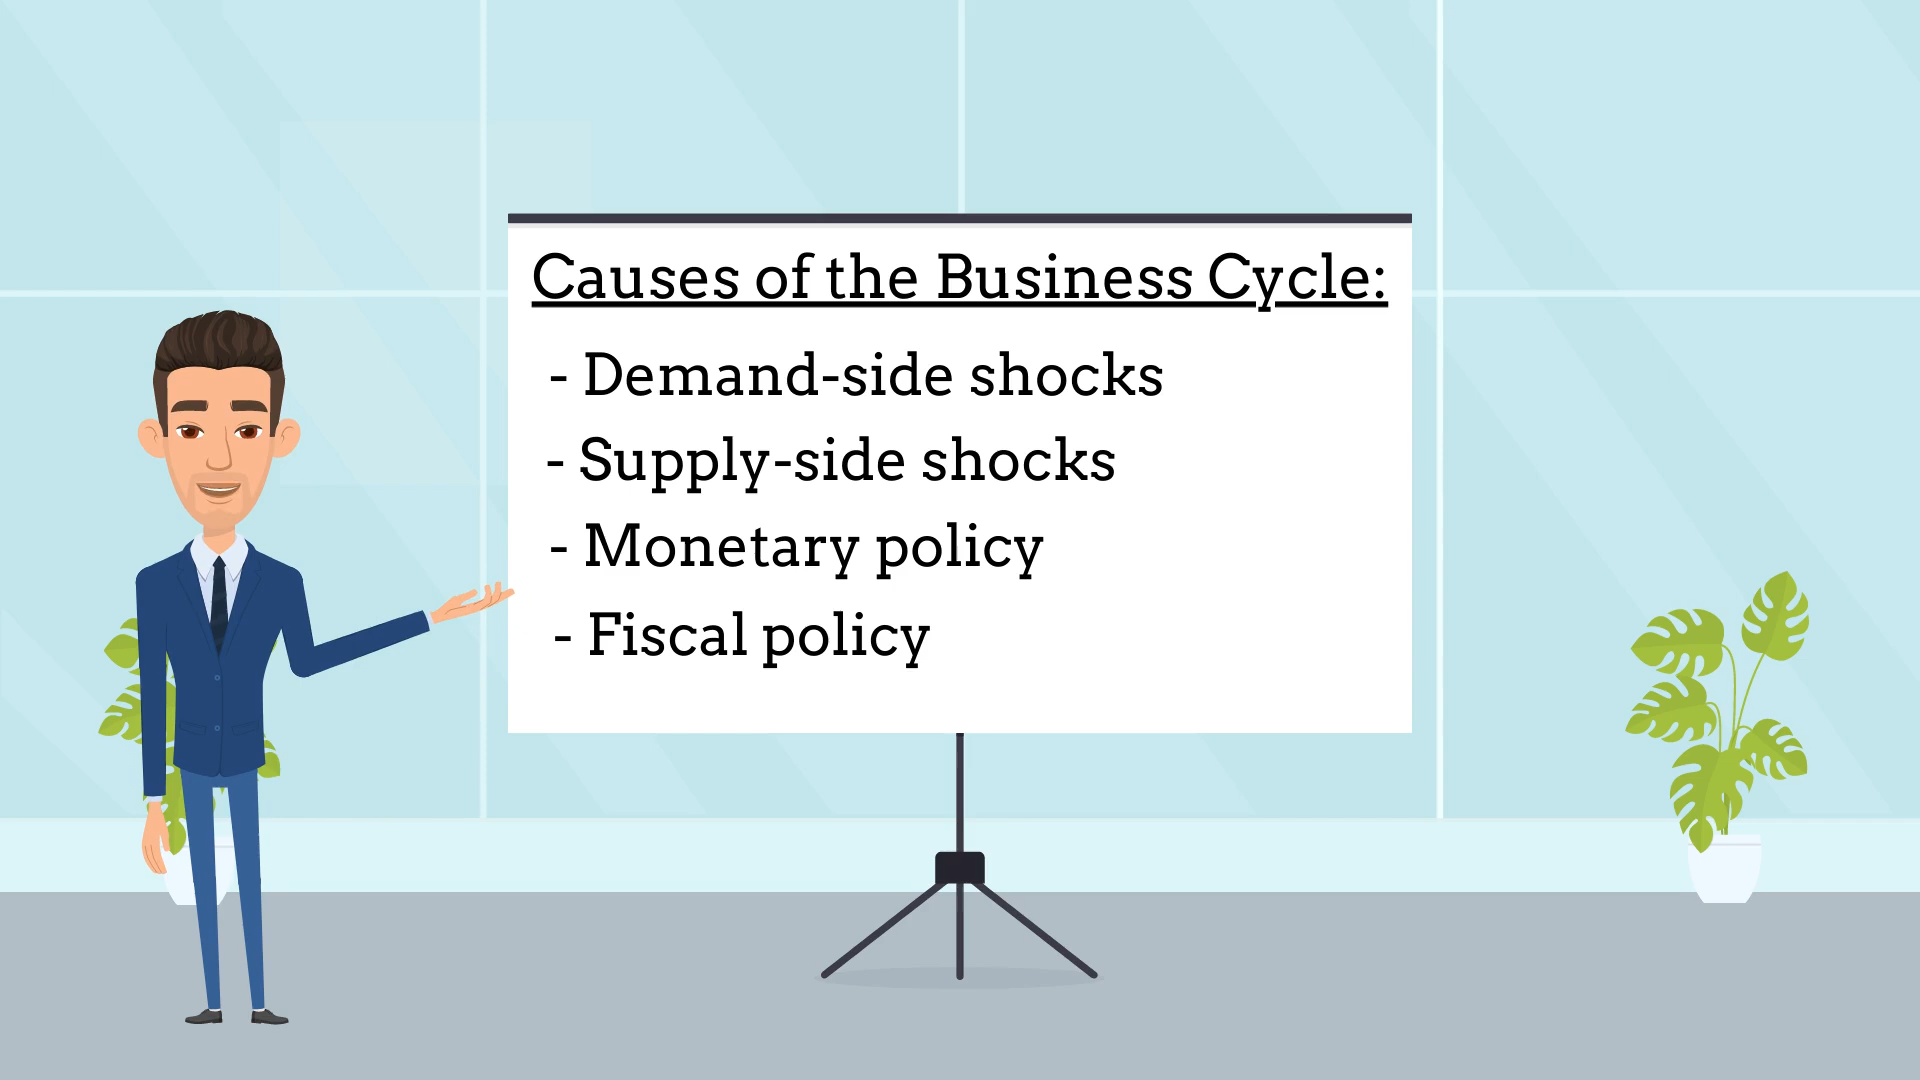 Causes of the Business Cycle:
- Demand-side shocks
- Supply-side shocks
- Monetary policy
- Fiscal policy